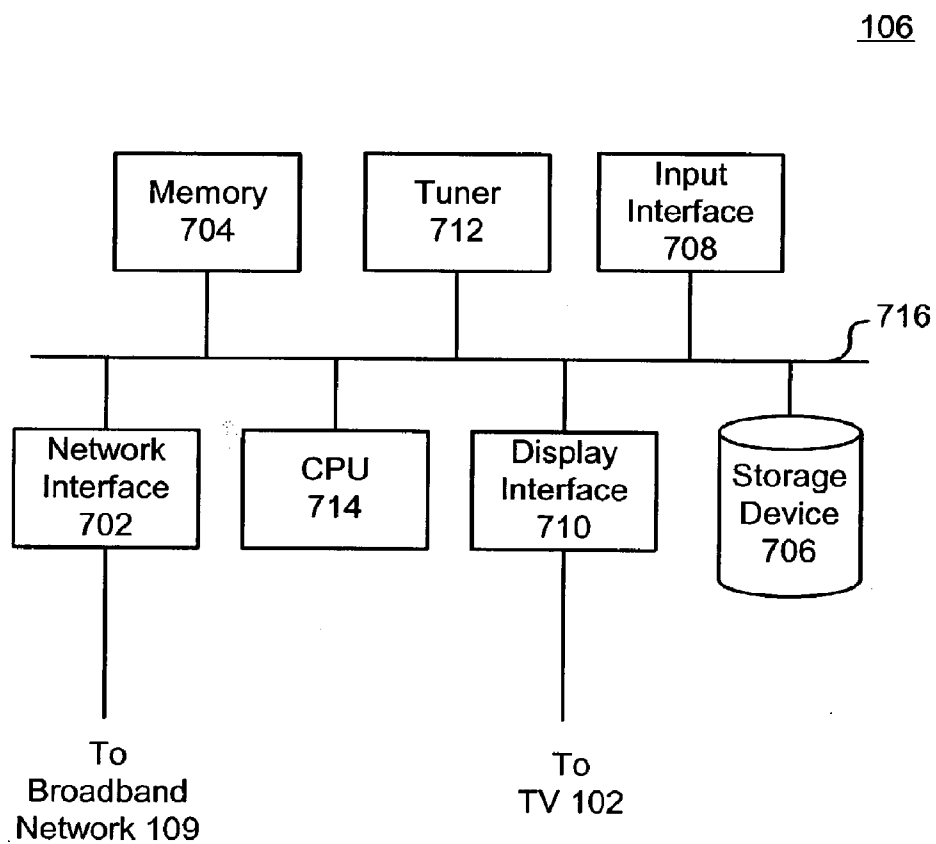 106
Memory
704
Tuner
712
Input
Interface
708
716
Network
Interface
702
CPU
714
Display
Interface
710
Storage
Device
706
To
Broadband
Network 109
To
TV 102